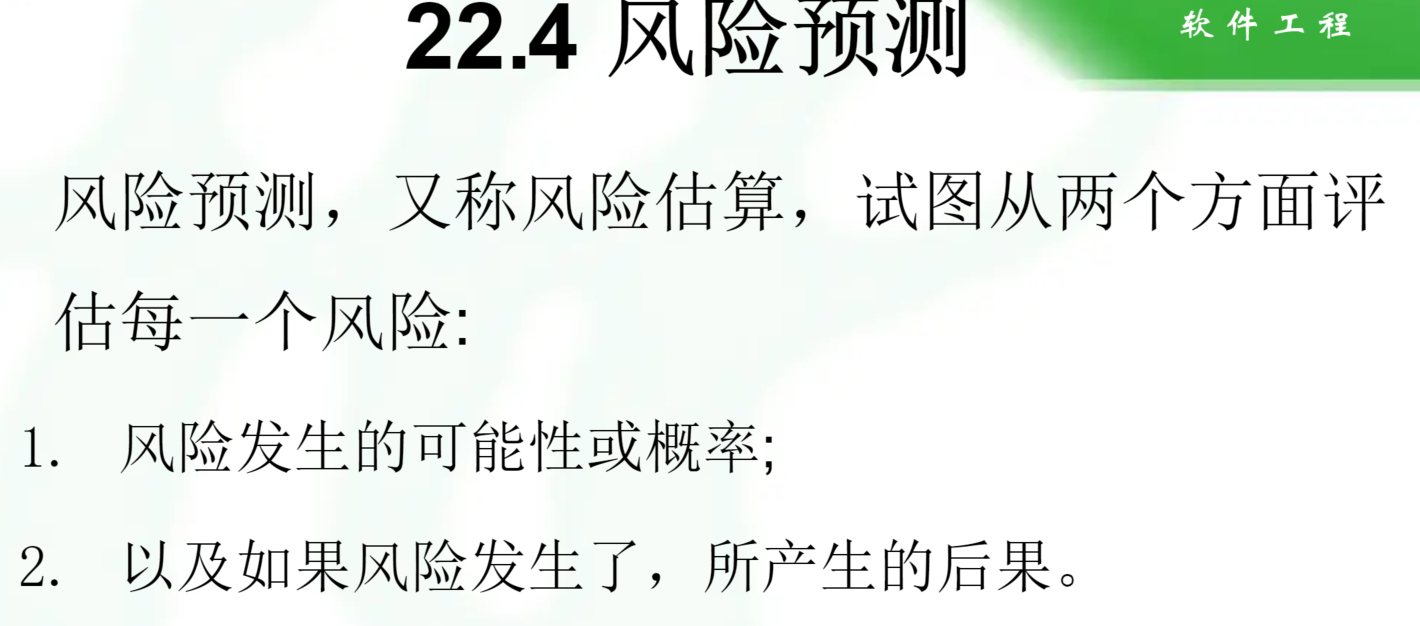 22.4 风险预测
软件工程
风险预测，又称风险估算，试图从两个方面评
估每一个风险:
1. 风险发生的可能性或概率;
2. 以及如果风险发生了，所产生的后果。